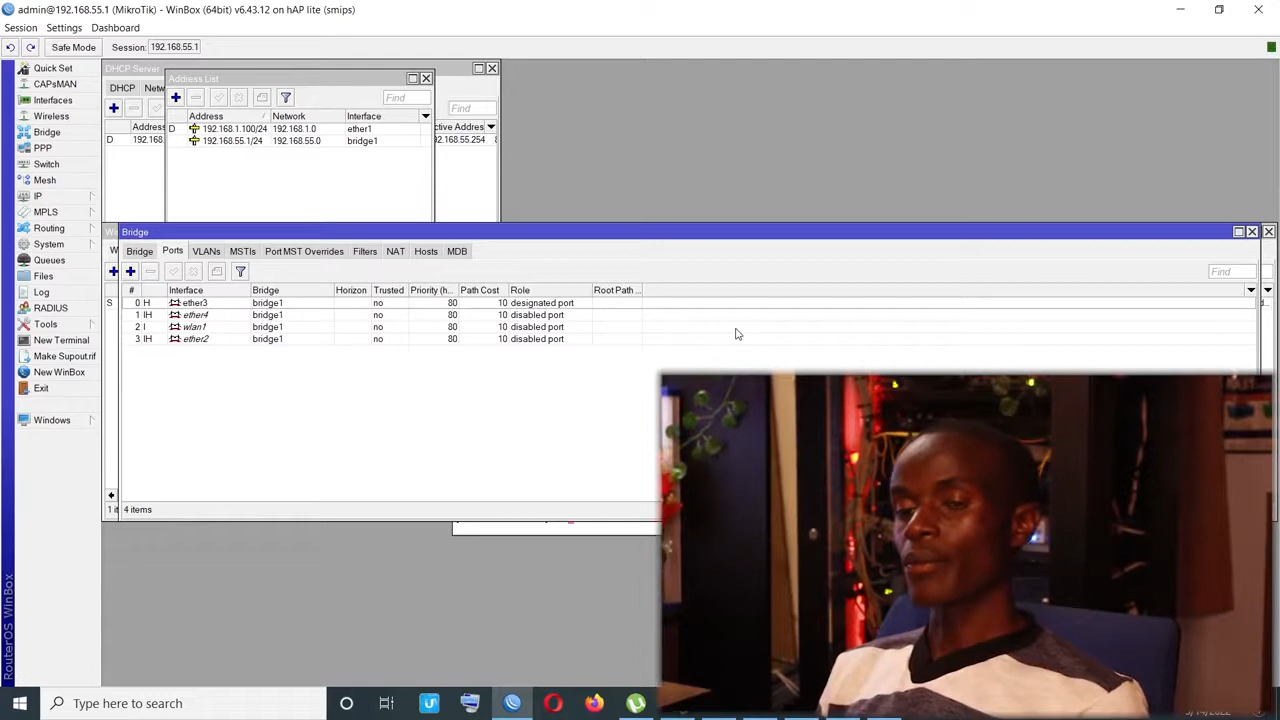 admin@192.168.55.1 (MikroTik) - WinBox (64bit) v6.43.12 on hAP lite (smips)
Session Settings Dashboard
Safe Mode Session: 192.168.55.1
Quick Set
CAPsMAN
Interfaces
Wireless
Bridge
PPP
Switch
Mesh
IP
MPLS
Routing
System
Queues
Files
Log
RADIUS
Tools
New Terminal
Make Supout.rif
New WinBox
Exit
Windows
RouterOS WinBox
DHCP Server
DHCP
Find
D 192.168.
192.168.55.254
Address List
Find
Address Network Interface
D 192.168.1.100/24 192.168.1.0 ether1
192.168.55.1/24 192.168.55.0 bridge1
Bridge
Bridge Ports VLANs MSTIs Port MST Overrides Filters NAT Hosts MDB
Find
# Interface Bridge Horizon Trusted Priority (h... Path Cost Role Root Path ...
0 H ether3 bridge1 no 80 10 designated port
1 IH ether4 bridge1 no 80 10 disabled port
2 I wlan1 bridge1 no 80 10 disabled port
3 IH ether2 bridge1 no 80 10 disabled port
S
4 items
Type here to search